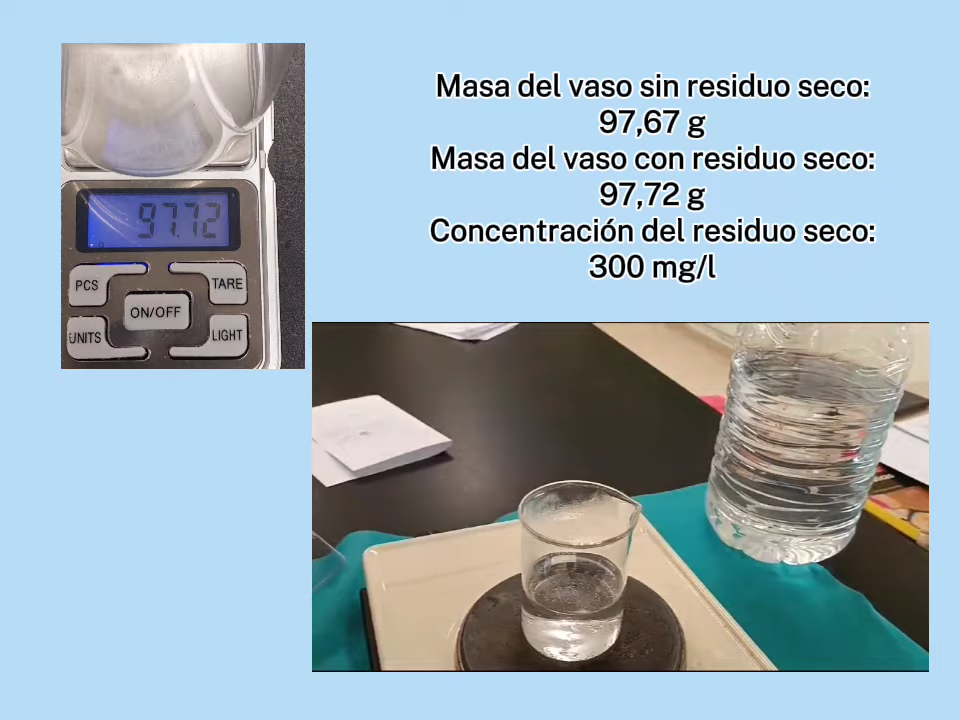 Masa del vaso sin residuo seco:
97,67 g
Masa del vaso con residuo seco:
97,72 g
Concentración del residuo seco:
300 mg/l
97.72
PCS
TARE
ON/OFF
UNITS
LIGHT